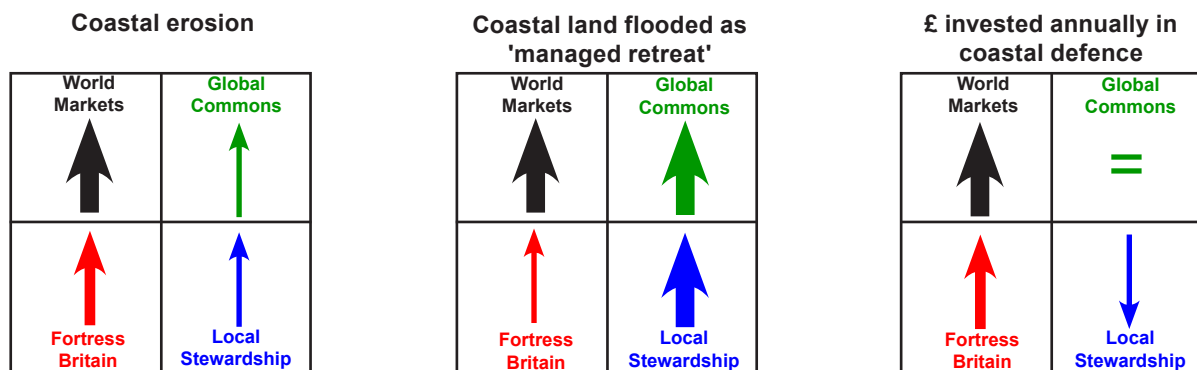 Coastal erosion
World
Markets
Global
Commons
Fortress
Britain
Local
Stewardship
Coastal land flooded as
'managed retreat'
World
Markets
Global
Commons
Fortress
Britain
Local
Stewardship
£ invested annually in
coastal defence
World
Markets
Global
Commons
=
Fortress
Britain
Local
Stewardship